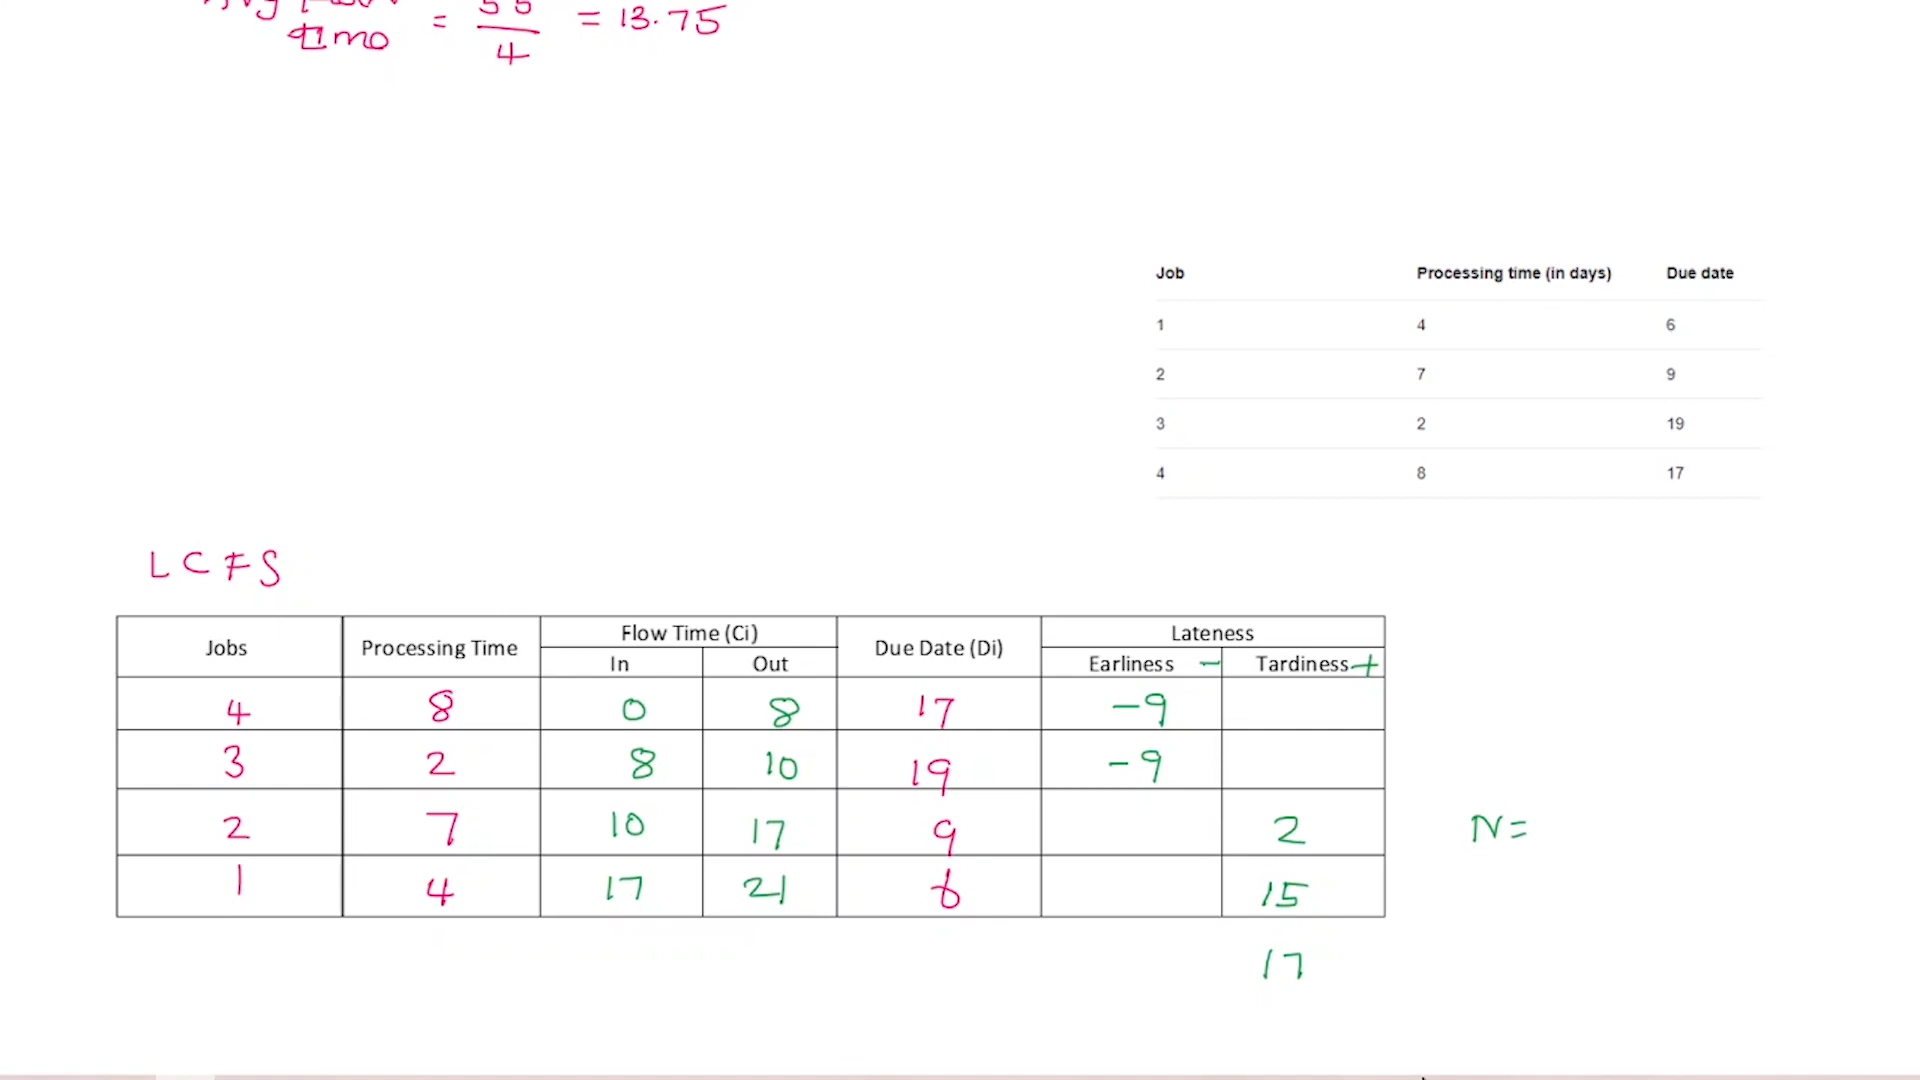 time = 55/4 = 13.75
Job Processing time (in days) Due date
1 4 6
2 7 9
3 2 19
4 8 17
LCFS
Jobs Processing Time Flow Time (Ci) Due Date (Di) Lateness
In Out Earliness - Tardiness +
4 8 0 8 17 -9
3 2 8 10 19 -9
2 7 10 17 9 2
1 4 17 21 6 15
N=
17